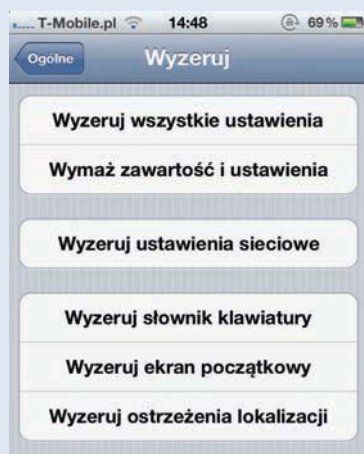 T-Mobile.pl 14:48 69%
Ogólne Wyzeruj
Wyzeruj wszystkie ustawienia
Wymaż zawartość i ustawienia
Wyzeruj ustawienia sieciowe
Wyzeruj słownik klawiatury
Wyzeruj ekran początkowy
Wyzeruj ostrzeżenia lokalizacji